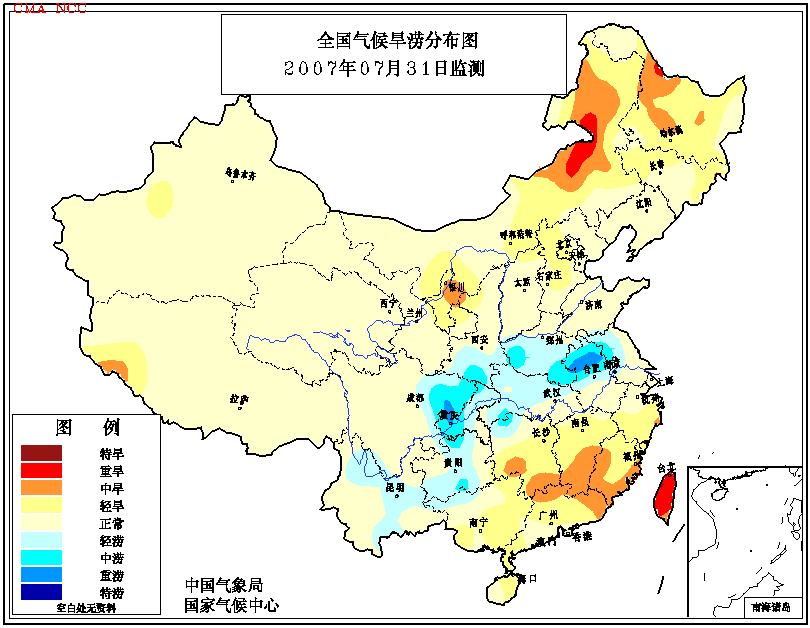 CMA NCC
全国气候旱涝分布图
2007年07月31日监测
乌鲁木齐
哈尔滨
长春
沈阳
呼和浩特
北京
天津
银川
太原
石家庄
西宁
兰州
济南
西安
郑州
合肥
南京
上海
拉萨
成都
重庆
武汉
杭州
长沙
南昌
贵阳
福州
昆明
台北
南宁
广州
澳门
香港
海口
图 例
特旱
重旱
中旱
轻旱
正常
轻涝
中涝
重涝
特涝
空白处无资料
中国气象局
国家气候中心
南海诸岛